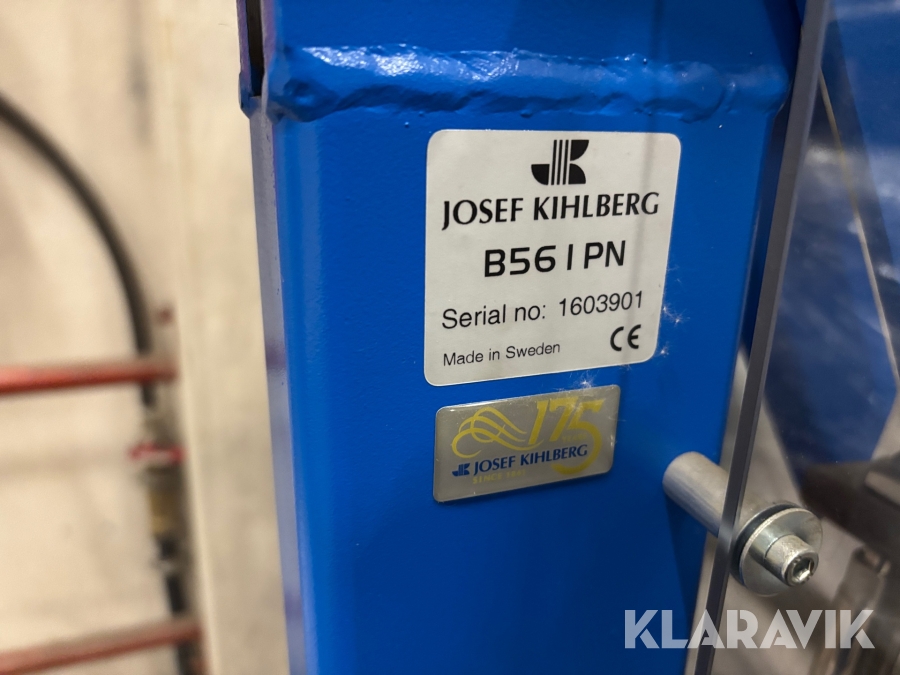 JOSEF KIHLBERG
B561PN
Serial no: 1603901
Made in Sweden CE
175
JOSEF KIHLBERG
KLARAVIK